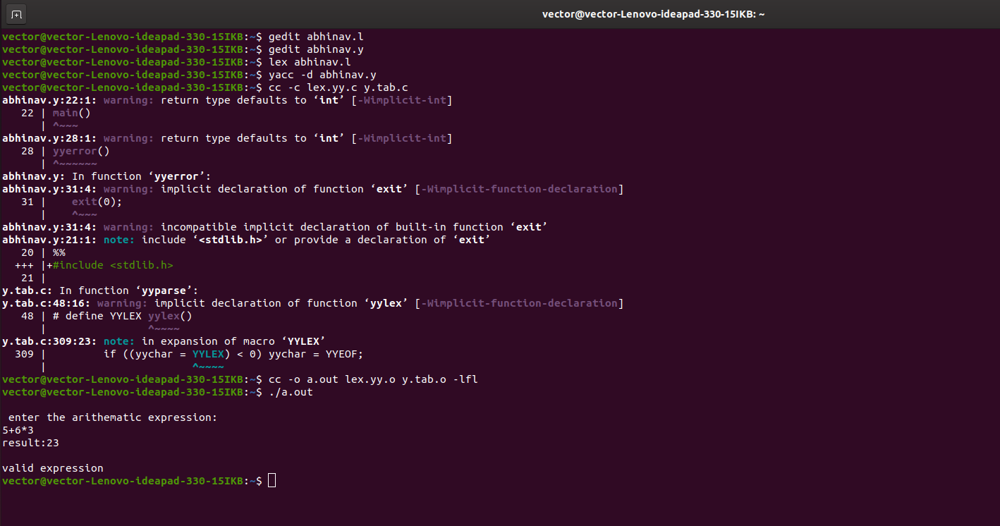 vector@vector-Lenovo-ideapad-330-15IKB: ~
vector@vector-Lenovo-ideapad-330-15IKB:~$ gedit abhinav.l
vector@vector-Lenovo-ideapad-330-15IKB:~$ gedit abhinav.y
vector@vector-Lenovo-ideapad-330-15IKB:~$ lex abhinav.l
vector@vector-Lenovo-ideapad-330-15IKB:~$ yacc -d abhinav.y
vector@vector-Lenovo-ideapad-330-15IKB:~$ cc -c lex.yy.c y.tab.c
abhinav.y:22:1: warning: return type defaults to ‘int’ [-Wimplicit-int]
   22 | main()
      | ^~~~
abhinav.y:28:1: warning: return type defaults to ‘int’ [-Wimplicit-int]
   28 | yyerror()
      | ^~~~~~~
abhinav.y: In function ‘yyerror’:
abhinav.y:31:4: warning: implicit declaration of function ‘exit’ [-Wimplicit-function-declaration]
   31 |    exit(0);
      |    ^~~~
abhinav.y:31:4: warning: incompatible implicit declaration of built-in function ‘exit’
abhinav.y:21:1: note: include ‘<stdlib.h>’ or provide a declaration of ‘exit’
   20 | %%
  +++ |+#include <stdlib.h>
   21 |
y.tab.c: In function ‘yyparse’:
y.tab.c:48:16: warning: implicit declaration of function ‘yylex’ [-Wimplicit-function-declaration]
   48 | # define YYLEX yylex()
      |                ^~~~~
y.tab.c:309:23: note: in expansion of macro ‘YYLEX’
  309 |         if ((yychar = YYLEX) < 0) yychar = YYEOF;
      |                       ^~~~~
vector@vector-Lenovo-ideapad-330-15IKB:~$ cc -o a.out lex.yy.o y.tab.o -lfl
vector@vector-Lenovo-ideapad-330-15IKB:~$ ./a.out
 enter the arithematic expression:
5+6*3
result:23
valid expression
vector@vector-Lenovo-ideapad-330-15IKB:~$